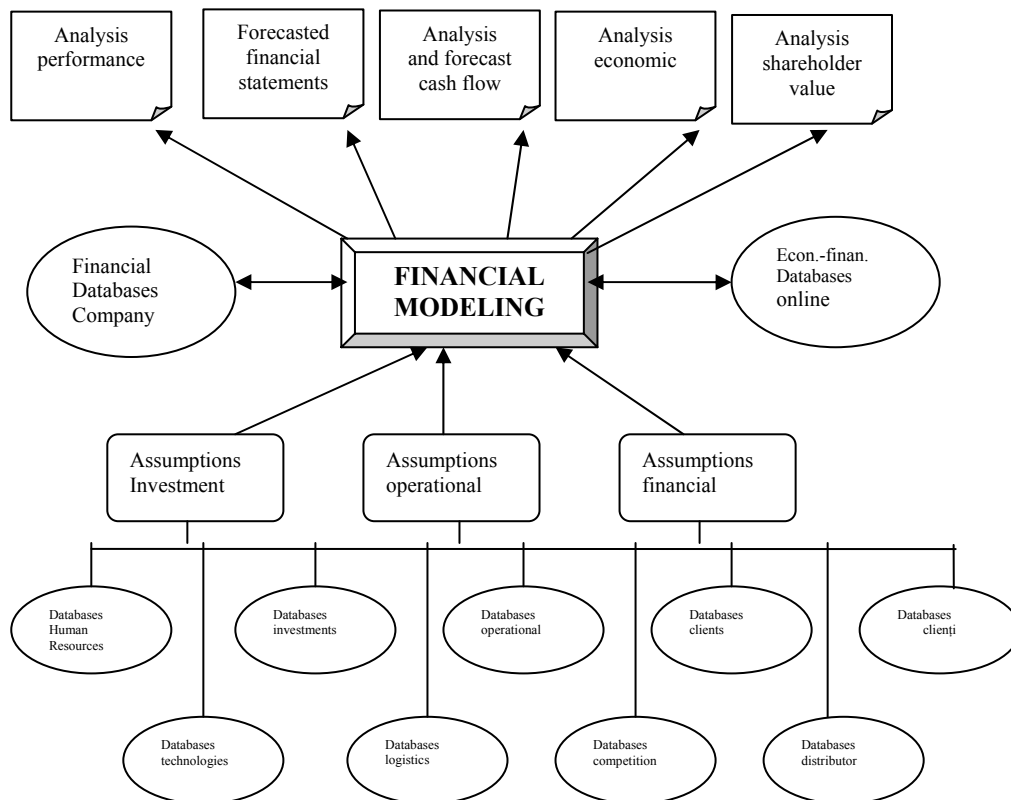 Analysis
performance
Forecasted
financial
statements
Analysis
and forecast
cash flow
Analysis
economic
Analysis
shareholder
value
Financial
Databases
Company
FINANCIAL
MODELING
Econ.-finan.
Databases
online
Assumptions
Investment
Assumptions
operational
Assumptions
financial
Databases
Human
Resources
Databases
investments
Databases
operational
Databases
clients
Databases
clienți
Databases
technologies
Databases
logistics
Databases
competition
Databases
distributor